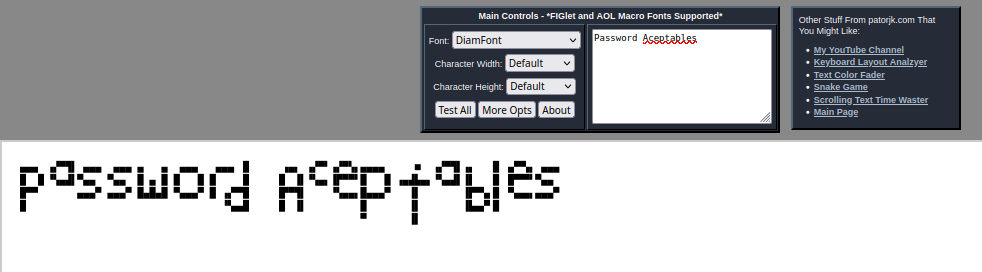 Main Controls - *FIGlet and AOL Macro Fonts Supported*
Font: DiamFont
Character Width: Default
Character Height: Default
Test All More Opts About
Password Aceptables
Other Stuff From patorjk.com That
You Might Like:
My YouTube Channel
Keyboard Layout Analzyer
Text Color Fader
Snake Game
Scrolling Text Time Waster
Main Page
Password Aceptables